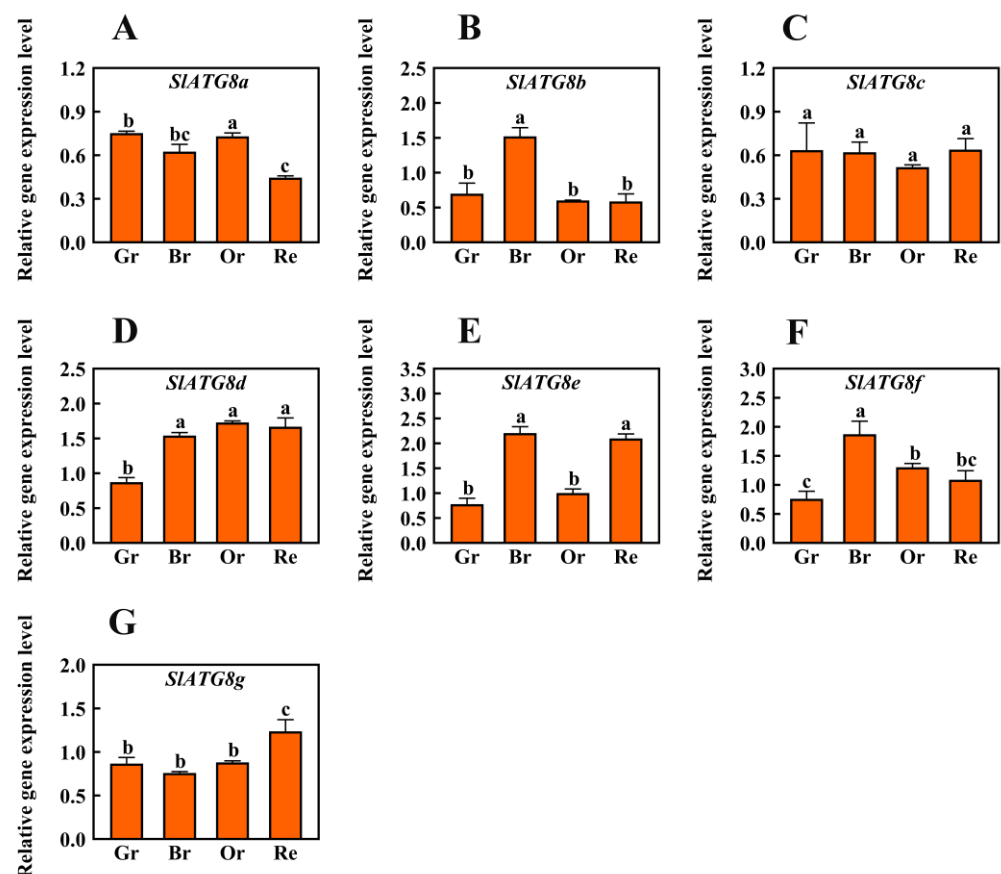 A
Relative gene expression level
SlATG8a
1.2
0.9
0.6
0.3
0.0
b
bc
a
c
Gr Br Or Re
B
Relative gene expression level
SlATG8b
2.5
2.0
1.5
1.0
0.5
0.0
b
a
b
b
Gr Br Or Re
C
Relative gene expression level
SlATG8c
1.2
0.9
0.6
0.3
0.0
a
a
a
a
Gr Br Or Re
D
Relative gene expression level
SlATG8d
2.5
2.0
1.5
1.0
0.5
0.0
b
a
a
a
Gr Br Or Re
E
Relative gene expression level
SlATG8e
3.5
3.0
2.5
2.0
1.5
1.0
0.5
0.0
b
a
b
a
Gr Br Or Re
F
Relative gene expression level
SlATG8f
3.0
2.5
2.0
1.5
1.0
0.5
0.0
c
a
b
bc
Gr Br Or Re
G
Relative gene expression level
SlATG8g
2.0
1.5
1.0
0.5
0.0
b
b
b
c
Gr Br Or Re